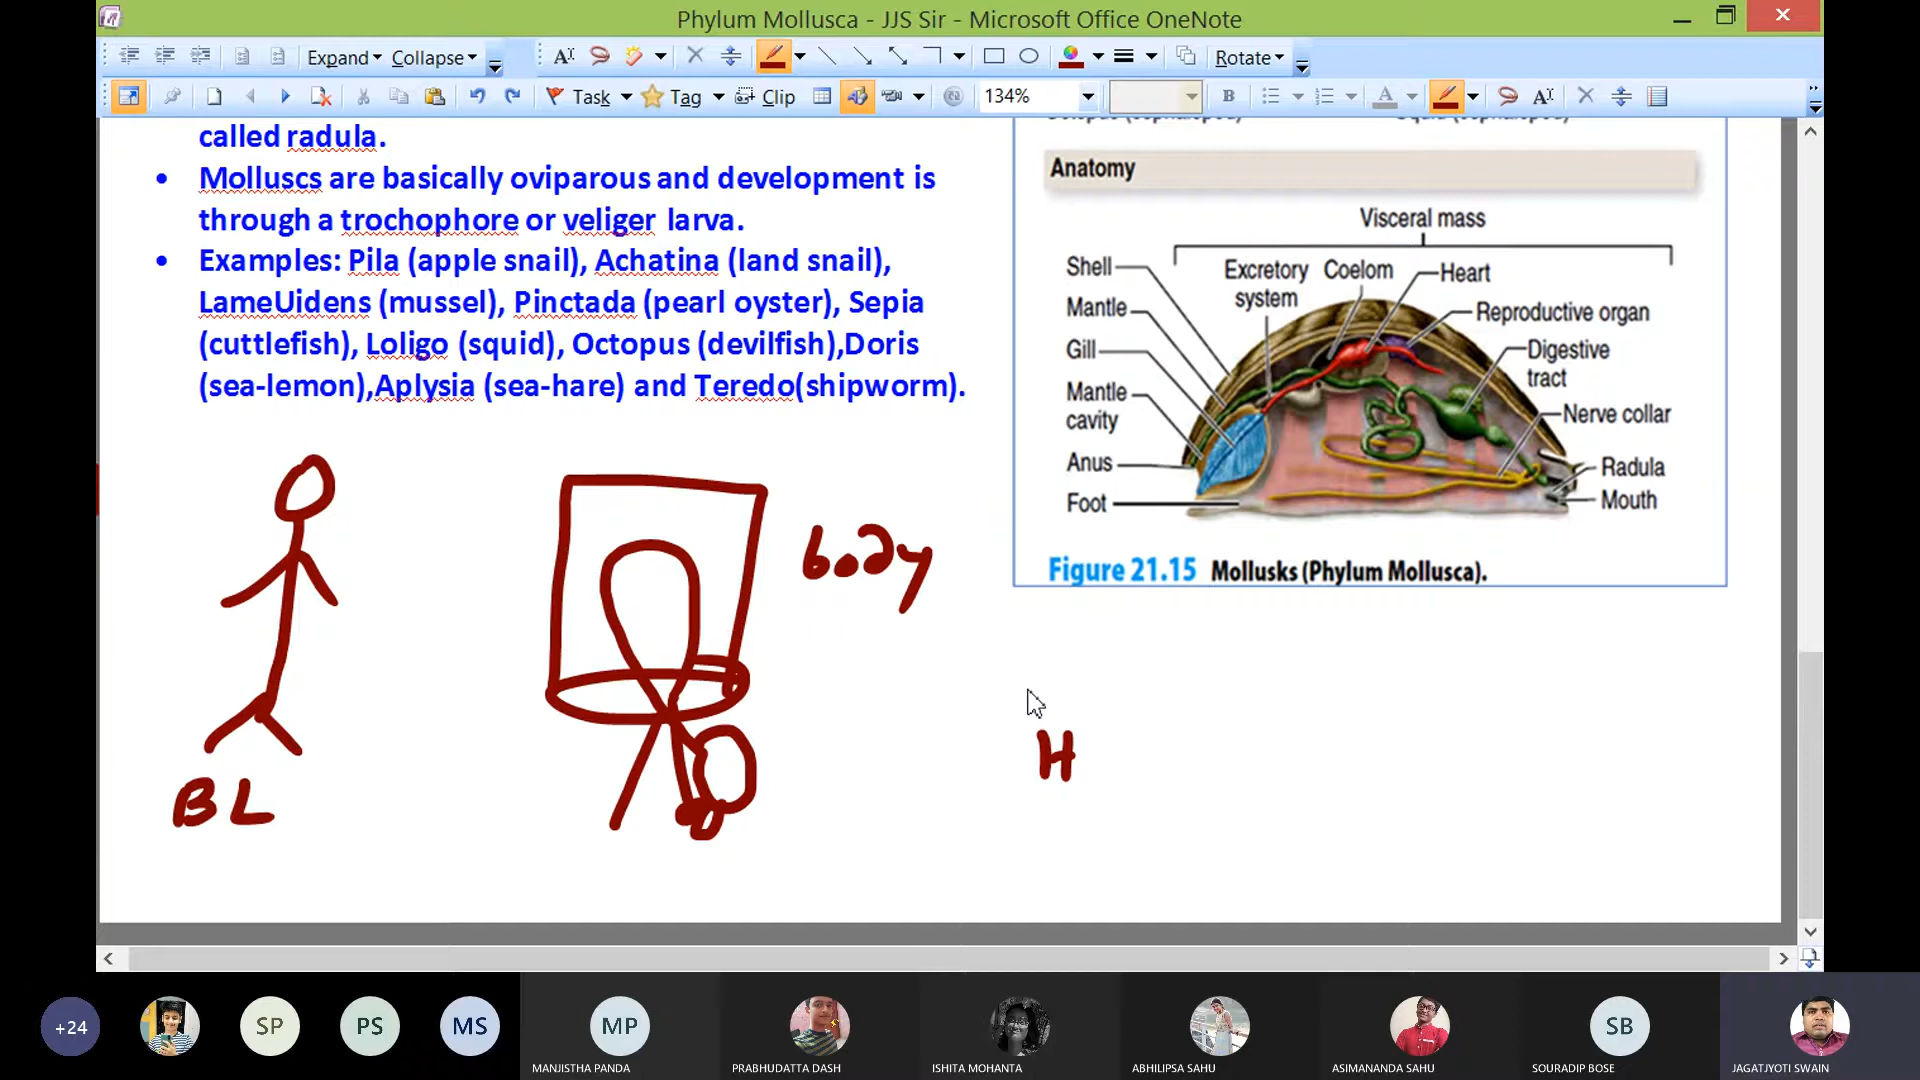 Phylum Mollusca - JJS Sir - Microsoft Office OneNote
Expand Collapse Rotate
Task Tag Clip 134% B A
called radula.
• Molluscs are basically oviparous and development is
through a trochophore or veliger larva.
• Examples: Pila (apple snail), Achatina (land snail),
LameUidens (mussel), Pinctada (pearl oyster), Sepia
(cuttlefish), Loligo (squid), Octopus (devilfish),Doris
(sea-lemon),Aplysia (sea-hare) and Teredo(shipworm).
BL
body
H
Anatomy
Visceral mass
Shell
Mantle
Gill
Mantle
cavity
Anus
Foot
Excretory
system
Coelom
Heart
Reproductive organ
Digestive
tract
Nerve collar
Radula
Mouth
Figure 21.15 Mollusks (Phylum Mollusca).
+24
SP
PS
MS
MP
SB
MANJISTHA PANDA
PRABHUDATTA DASH
ISHITA MOHANTA
ABHILIPSA SAHU
ASIMANANDA SAHU
SOURADIP BOSE
JAGATJYOTI SWAIN